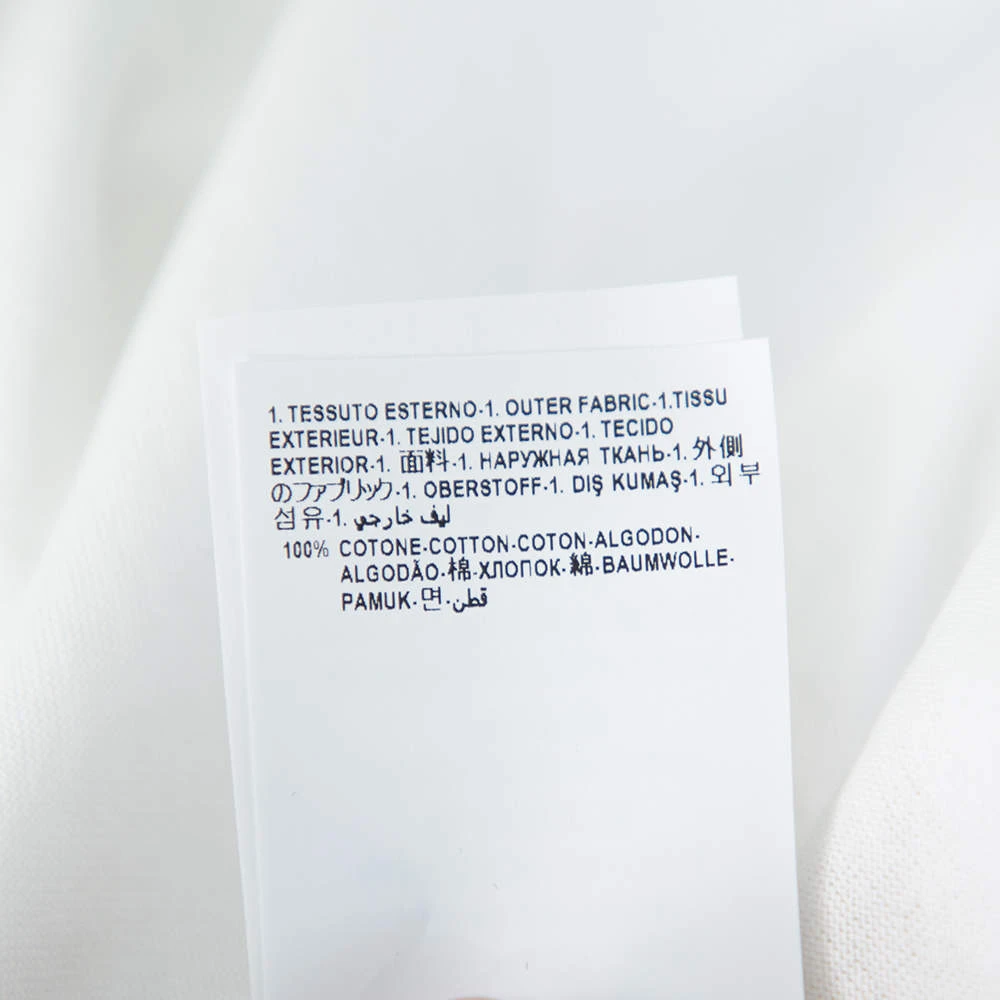 1. TESSUTO ESTERNO-1. OUTER FABRIC-1.TISSU
EXTERIEUR-1. TEJIDO EXTERNO-1. TECIDO
EXTERIOR-1. 面料-1. НАРУЖНАЯ ТКАНЬ-1. 外側
のファブリック-1. OBERSTOFF-1. DIŞ KUMAŞ-1. 외부
섬유-1. ليف خارجي
100% COTONE-COTTON-COTON-ALGODON-
ALGODÃO-棉-ХЛОПОК-綿-BAUMWOLLE-
PAMUK-면-قطن